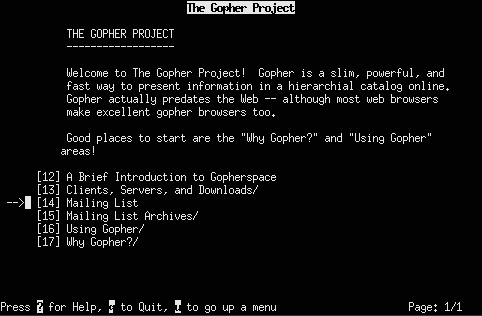 The Gopher Project
THE GOPHER PROJECT
------------------
Welcome to The Gopher Project!  Gopher is a slim, powerful, and
fast way to present information in a hierarchial catalog online.
Gopher actually predates the Web -- although most web browsers
make excellent gopher browsers too.
Good places to start are the "Why Gopher?" and "Using Gopher"
areas!
[12] A Brief Introduction to Gopherspace
[13] Clients, Servers, and Downloads/
--> [14] Mailing List
[15] Mailing List Archives/
[16] Using Gopher/
[17] Why Gopher?/
Press ? for Help, q to Quit, u to go up a menu Page: 1/1